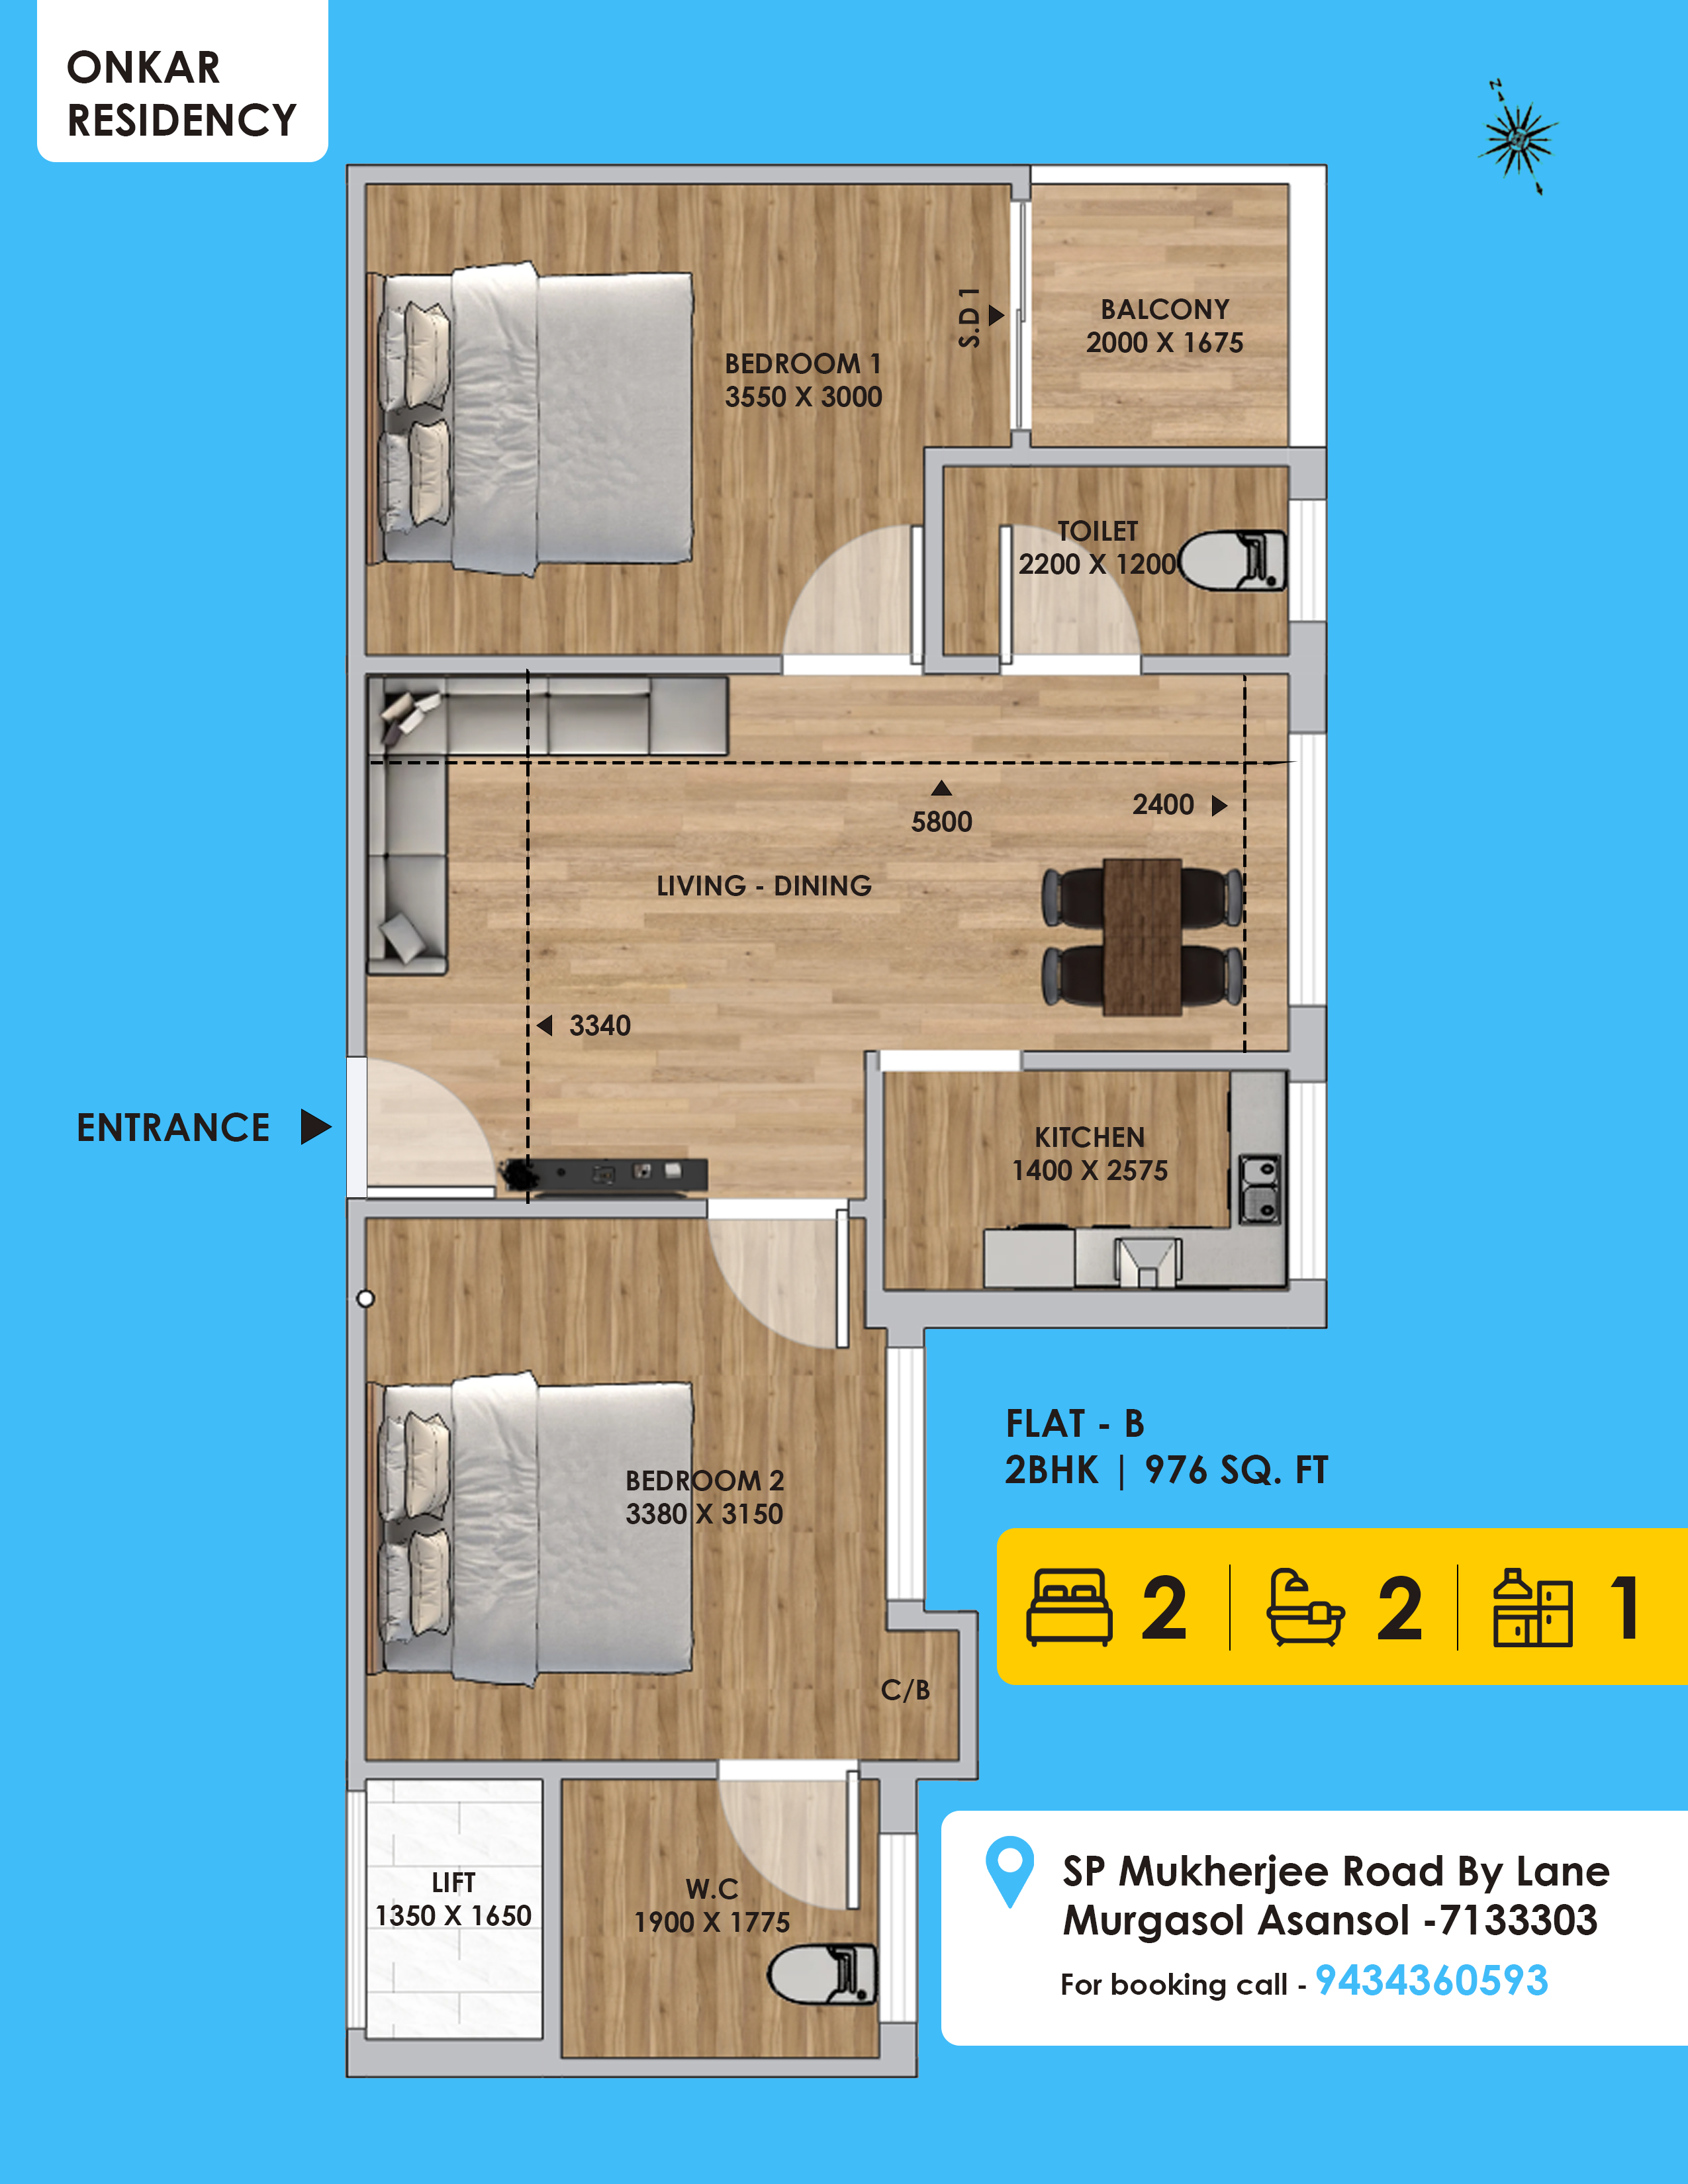 ONKAR
RESIDENCY
N
BEDROOM 1
3550 X 3000
S.D 1
BALCONY
2000 X 1675
TOILET
2200 X 1200
5800
2400
LIVING - DINING
3340
ENTRANCE
KITCHEN
1400 X 2575
BEDROOM 2
3380 X 3150
FLAT - B
2BHK | 976 SQ. FT
2 2 1
C/B
LIFT
1350 X 1650
W.C
1900 X 1775
SP Mukherjee Road By Lane
Murgasol Asansol -7133303
For booking call - 9434360593